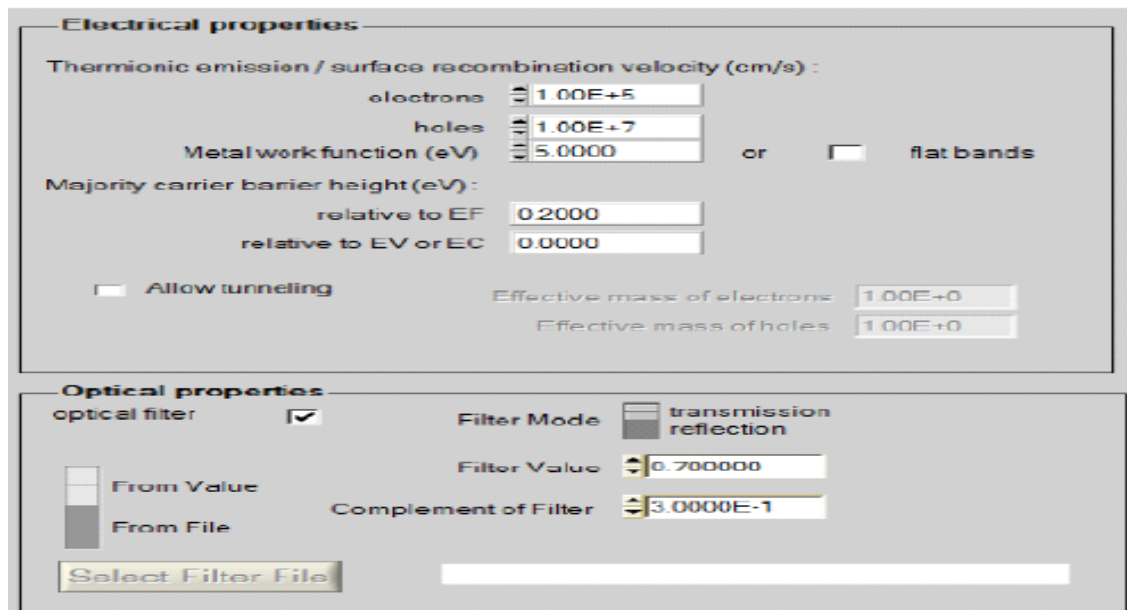 Electrical properties
Thermionic emission / surface recombination velocity (cm/s) :
electrons 1.00E+5
holes 1.00E+7
Metal work function (eV) 5.0000 or flat bands
Majority carrier barrier height (eV) :
relative to EF 0.2000
relative to EV or EC 0.0000
Allow tunneling Effective mass of electrons 1.00E+0
Effective mass of holes 1.00E+0
Optical properties
optical filter Filter Mode transmission
reflection
Filter Value 0.700000
From Value
Complement of Filter 3.0000E-1
From File
Select Filter File